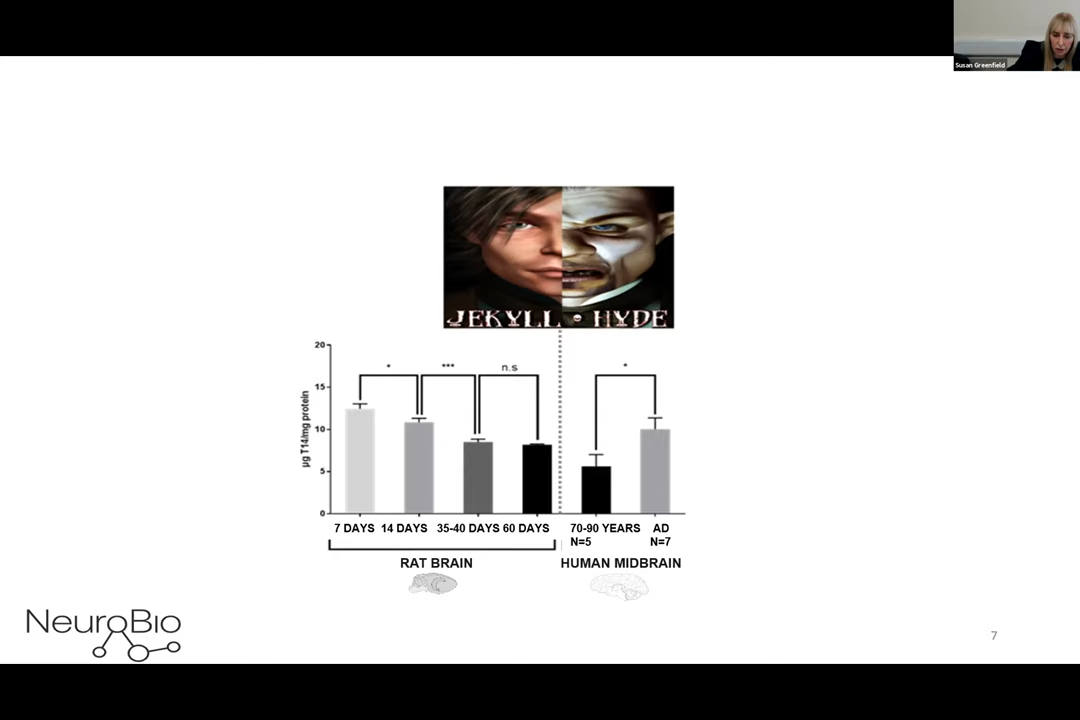 Susan Greenfield
JEKYLL • HYDE
20
15
10
5
0
µg T14/mg protein
*
***
n.s
*
7 DAYS 14 DAYS 35-40 DAYS 60 DAYS
70-90 YEARS AD
N=5 N=7
RAT BRAIN
HUMAN MIDBRAIN
NEUROBIO
7